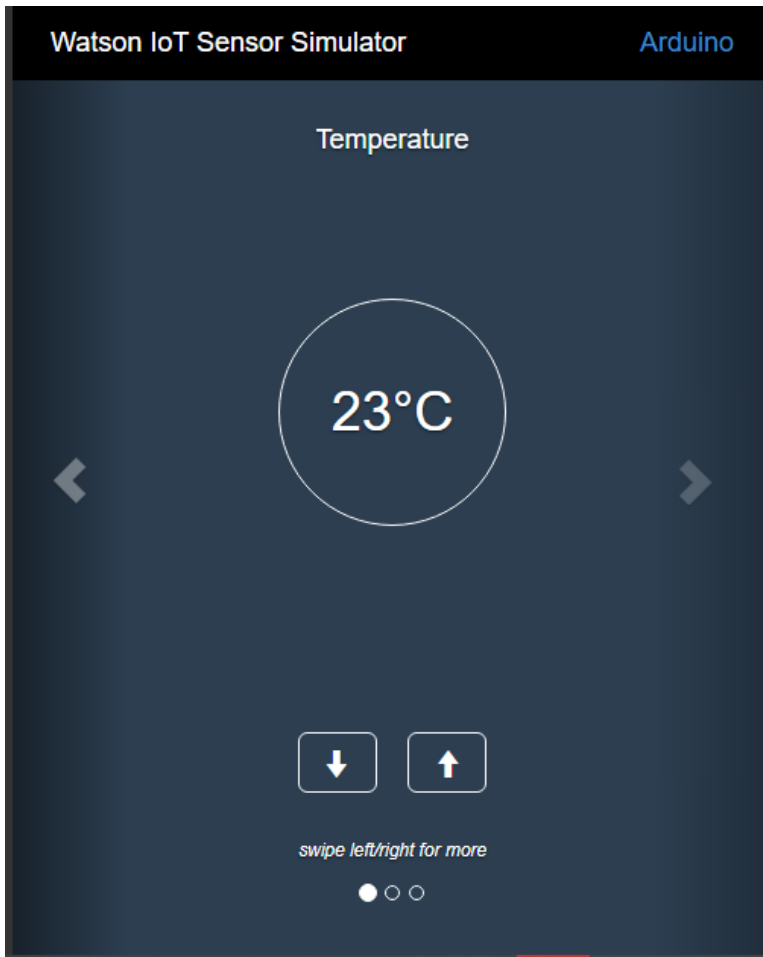 Watson IoT Sensor Simulator Arduino
Temperature
23°C
swipe left/right for more